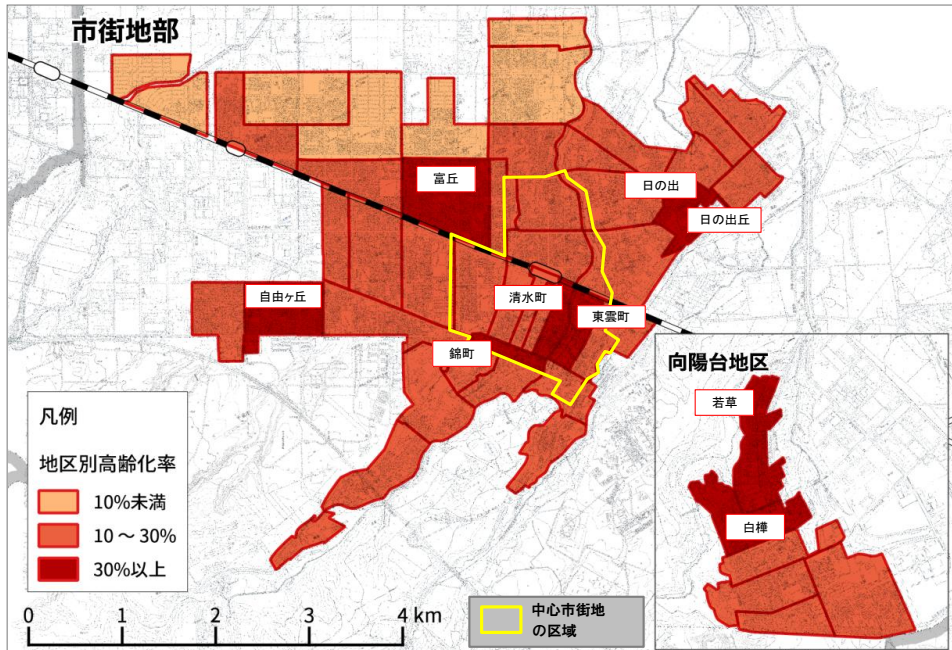 市街地部
富丘
日の出
日の出丘
自由ヶ丘
清水町
東雲町
錦町
凡例
地区別高齢化率
10%未満
10～30%
30%以上
0 1 2 4 km
中心市街地
の区域
向陽台地区
若草
白樺